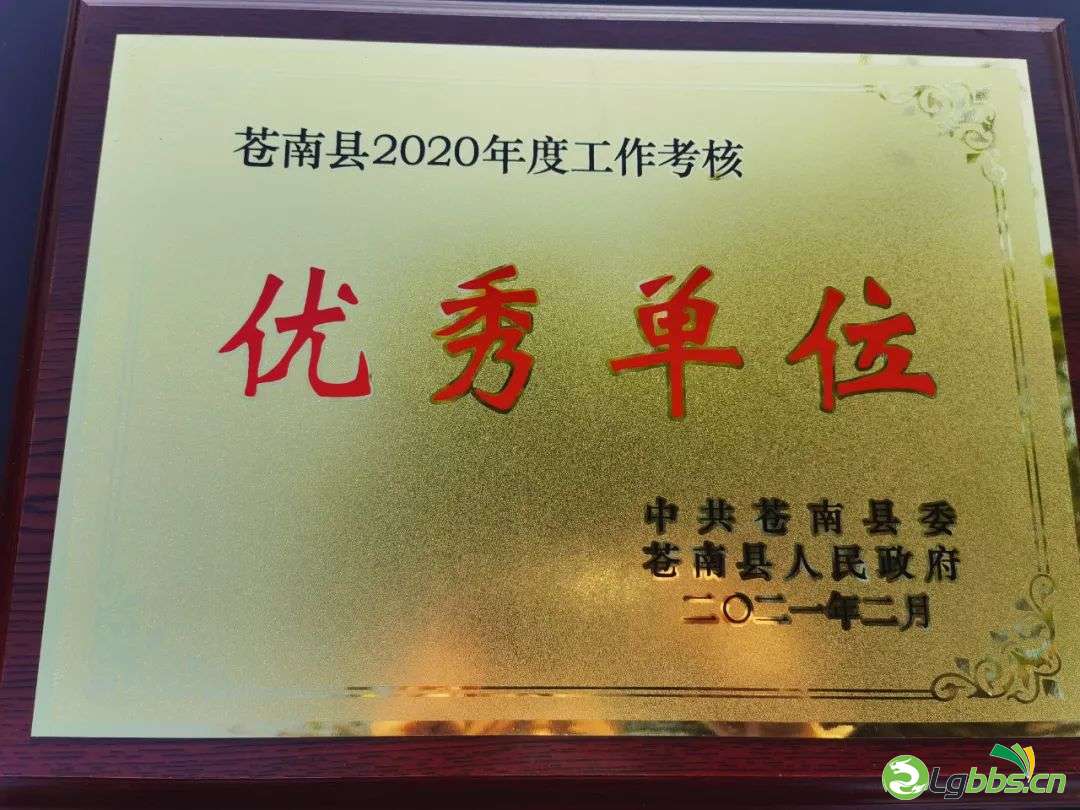 苍南县2020年度工作考核
优秀单位
中共苍南县委
苍南县人民政府
二〇二一年二月
Lgbbs.cn